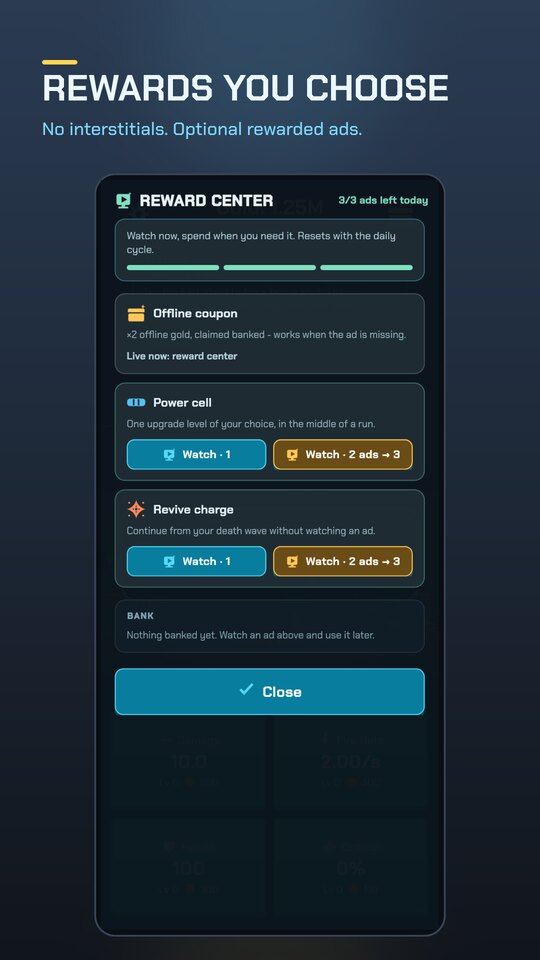 REWARDS YOU CHOOSE
No interstitials. Optional rewarded ads.
REWARD CENTER
3/3 ads left today
Watch now, spend when you need it. Resets with the daily
cycle.
Offline coupon
×2 offline gold, claimed banked - works when the ad is missing.
Live now: reward center
Power cell
One upgrade level of your choice, in the middle of a run.
Watch · 1
Watch · 2 ads → 3
Revive charge
Continue from your death wave without watching an ad.
Watch · 1
Watch · 2 ads → 3
BANK
Nothing banked yet. Watch an ad above and use it later.
Close
10.0
2.00/s
100
0%